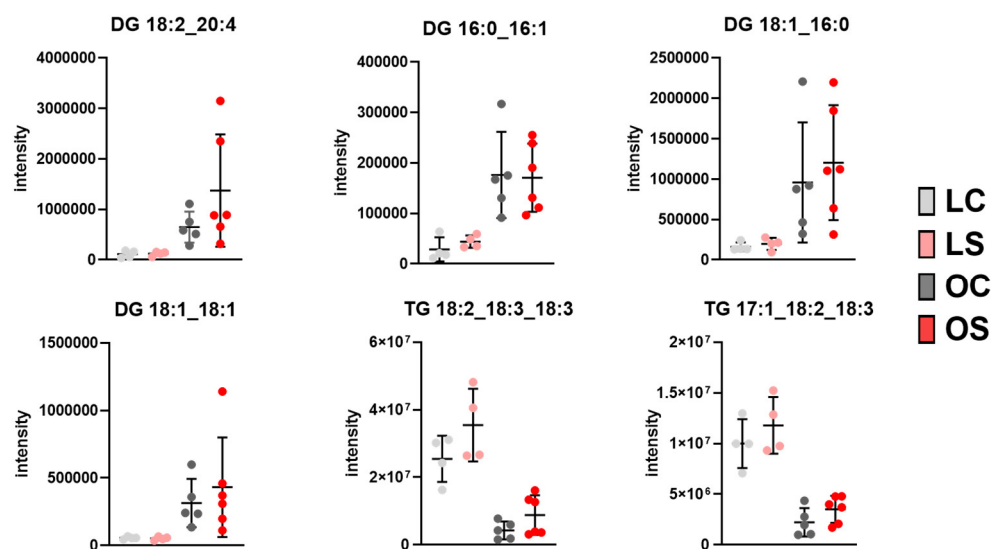 DG 18:2_20:4
4000000
3000000
2000000
1000000
0
intensity
DG 16:0_16:1
400000
300000
200000
100000
0
intensity
DG 18:1_16:0
2500000
2000000
1500000
1000000
500000
0
intensity
LC
LS
OC
OS
DG 18:1_18:1
1500000
1000000
500000
0
intensity
TG 18:2_18:3_18:3
6×10⁷
4×10⁷
2×10⁷
0
intensity
TG 17:1_18:2_18:3
2×10⁷
1.5×10⁷
1×10⁷
5×10⁶
0
intensity